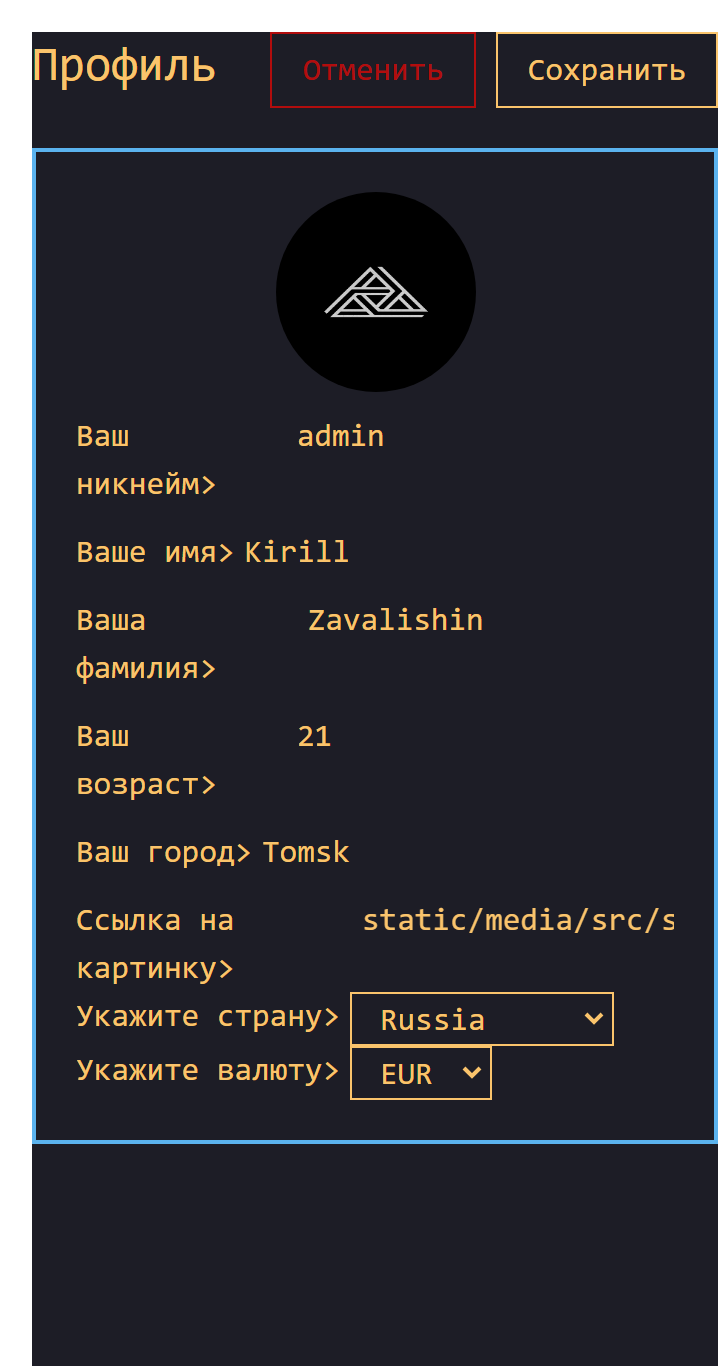 Профиль Отменить Сохранить
Ваш никнейм> admin
Ваше имя> Kirill
Ваша фамилия> Zavalishin
Ваш возраст> 21
Ваш город> Tomsk
Ссылка на картинку> static/media/src/s
Укажите страну> Russia
Укажите валюту> EUR